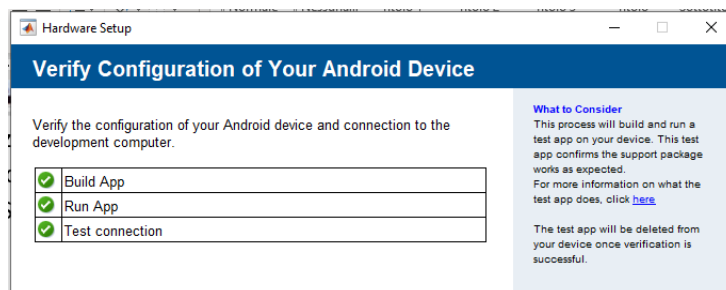 Hardware Setup
Verify Configuration of Your Android Device
Verify the configuration of your Android device and connection to the
development computer.
Build App
Run App
Test connection
What to Consider
This process will build and run a
test app on your device. This test
app confirms the support package
works as expected.
For more information on what the
test app does, click here
The test app will be deleted from
your device once verification is
successful.